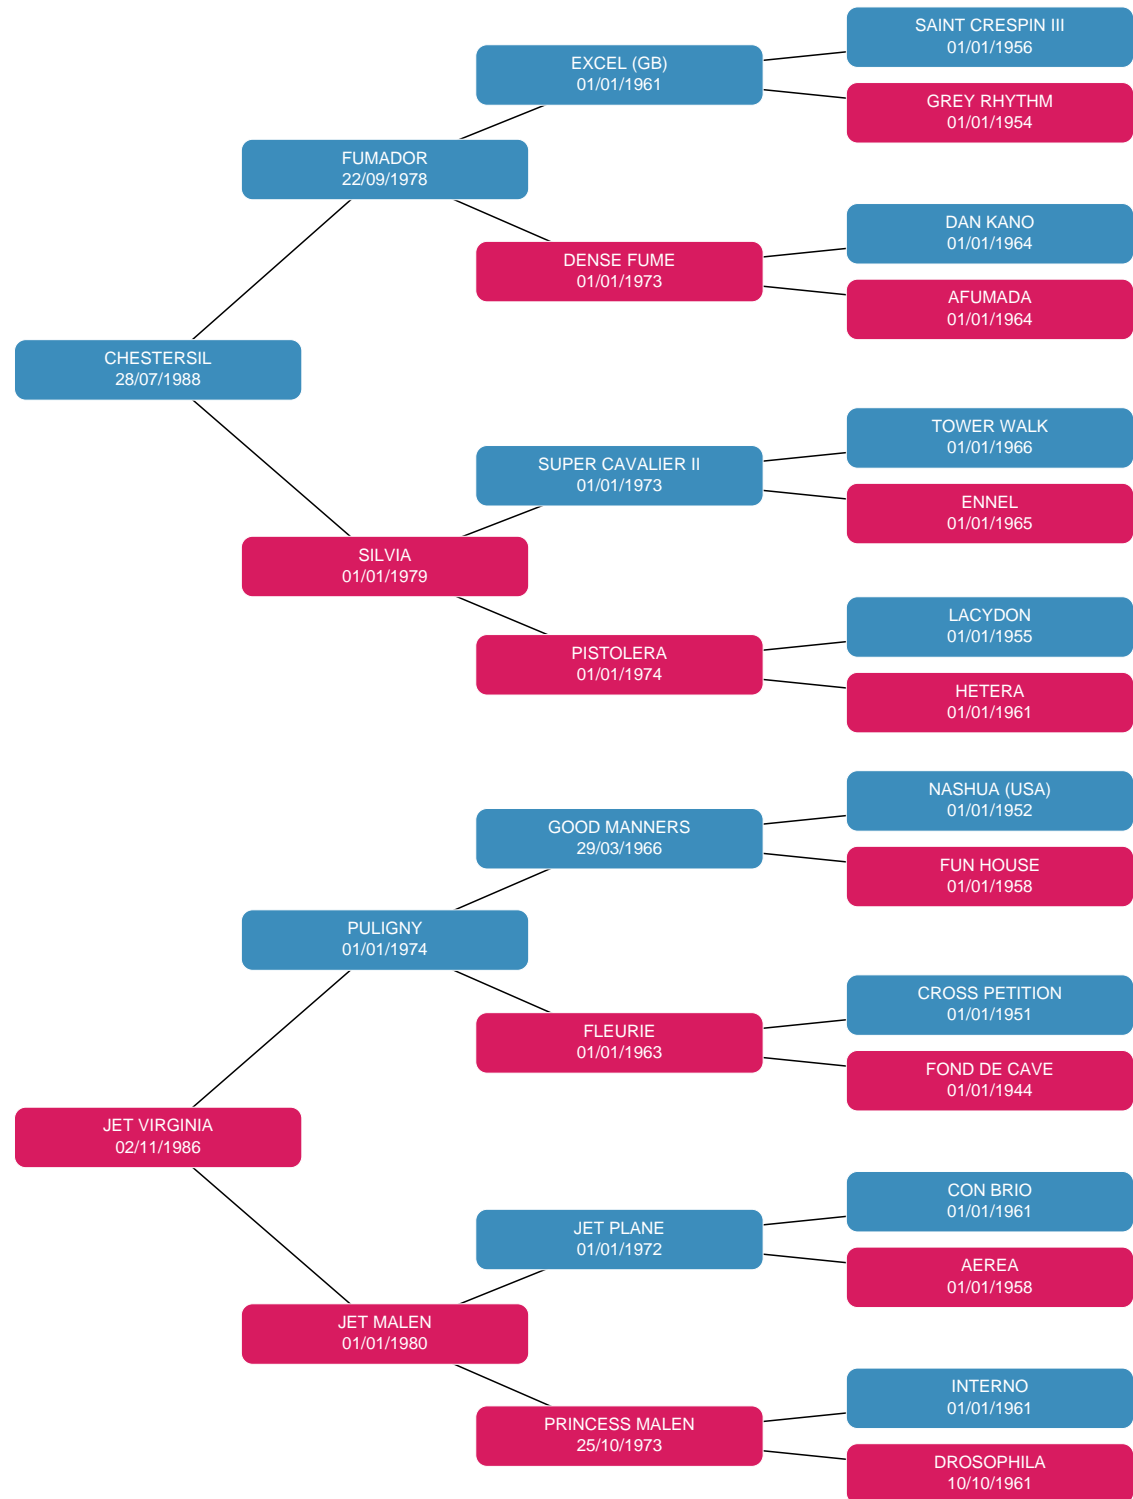 SAINT CRESPIN III
01/01/1956
EXCEL (GB)
01/01/1961
GREY RHYTHM
01/01/1954
FUMADOR
22/09/1978
DAN KANO
01/01/1964
DENSE FUME
01/01/1973
AFUMADA
01/01/1964
CHESTERSIL
28/07/1988
TOWER WALK
01/01/1966
SUPER CAVALIER II
01/01/1973
ENNEL
01/01/1965
SILVIA
01/01/1979
LACYDON
01/01/1955
PISTOLERA
01/01/1974
HETERA
01/01/1961
NASHUA (USA)
01/01/1952
GOOD MANNERS
29/03/1966
FUN HOUSE
01/01/1958
PULIGNY
01/01/1974
CROSS PETITION
01/01/1951
FLEURIE
01/01/1963
FOND DE CAVE
01/01/1944
JET VIRGINIA
02/11/1986
CON BRIO
01/01/1961
JET PLANE
01/01/1972
AEREA
01/01/1958
JET MALEN
01/01/1980
INTERNO
01/01/1961
PRINCESS MALEN
25/10/1973
DROSOPHILA
10/10/1961